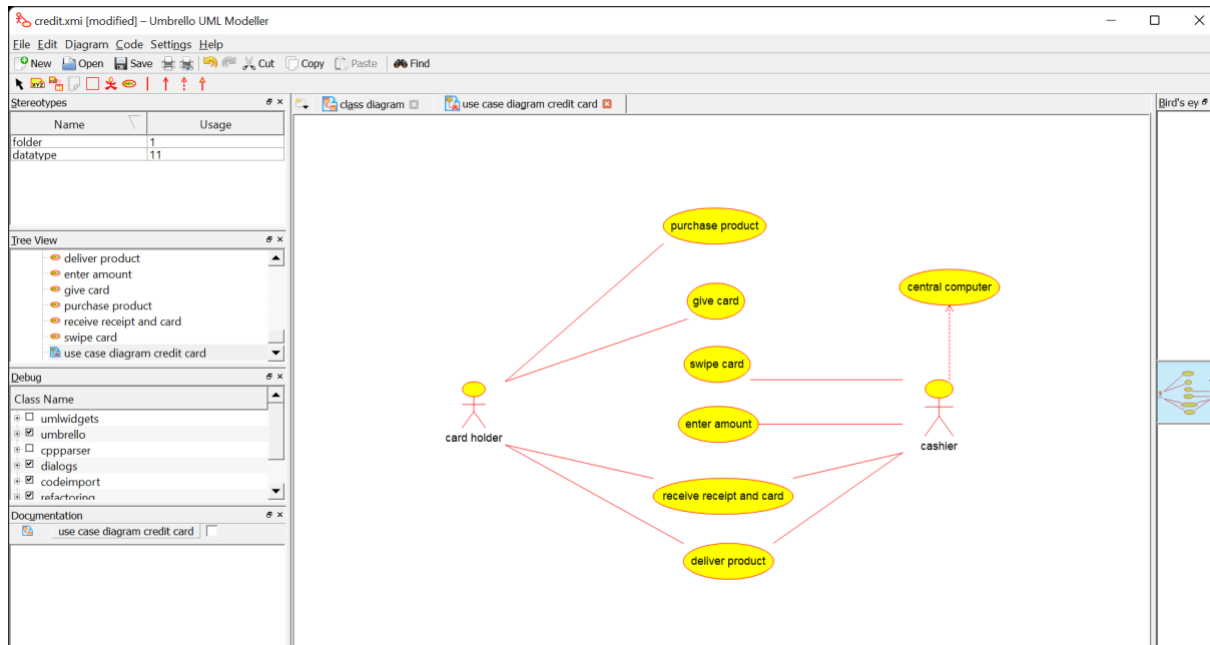 credit.xmi [modified] – Umbrello UML Modeller
File Edit Diagram Code Settings Help
New Open Save Cut Copy Paste Find
xyz
Stereotypes
Name Usage
folder 1
datatype 11
Tree View
deliver product
enter amount
give card
purchase product
receive receipt and card
swipe card
use case diagram credit card
Debug
Class Name
umlwidgets
umbrello
cppparser
dialogs
codeimport
refactoring
Documentation
use case diagram credit card
class diagram use case diagram credit card
purchase product
give card
swipe card
enter amount
receive receipt and card
deliver product
card holder
central computer
cashier
Bird's ey